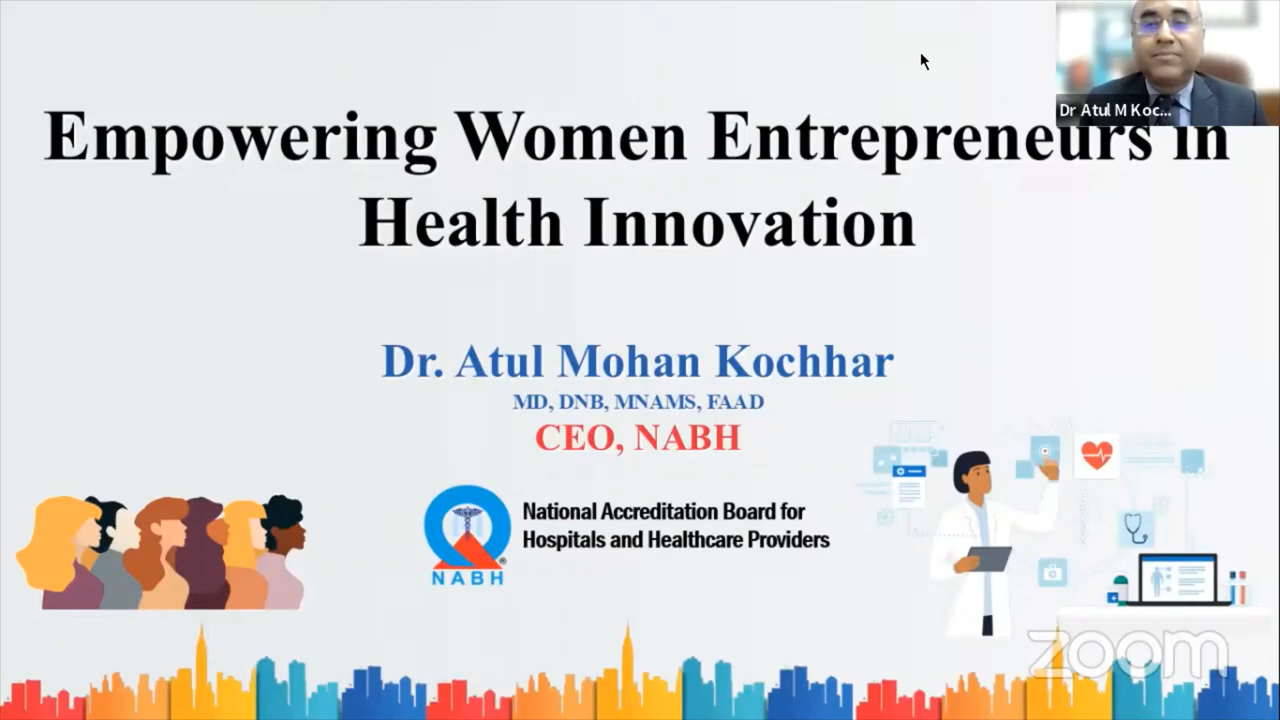 Dr Atul M Koc...
Empowering Women Entrepreneurs in
Health Innovation
Dr. Atul Mohan Kochhar
MD, DNB, MNAMS, FAAD
CEO, NABH
National Accreditation Board for
Hospitals and Healthcare Providers
®
NABH
zoom